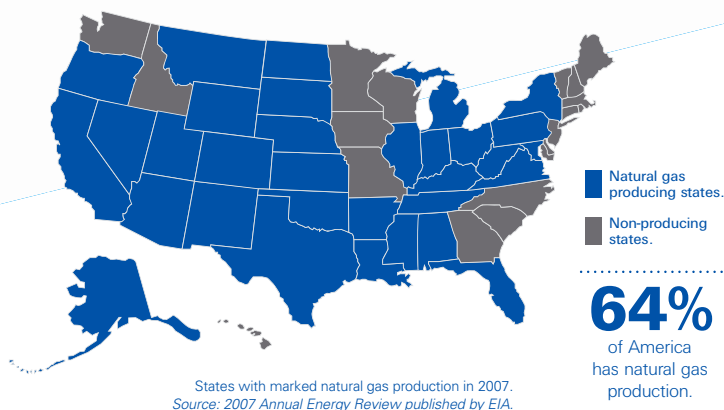 Natural gas
producing states.
Non-producing
states.
64%
of America
has natural gas
production.
States with marked natural gas production in 2007.
Source: 2007 Annual Energy Review published by EIA.